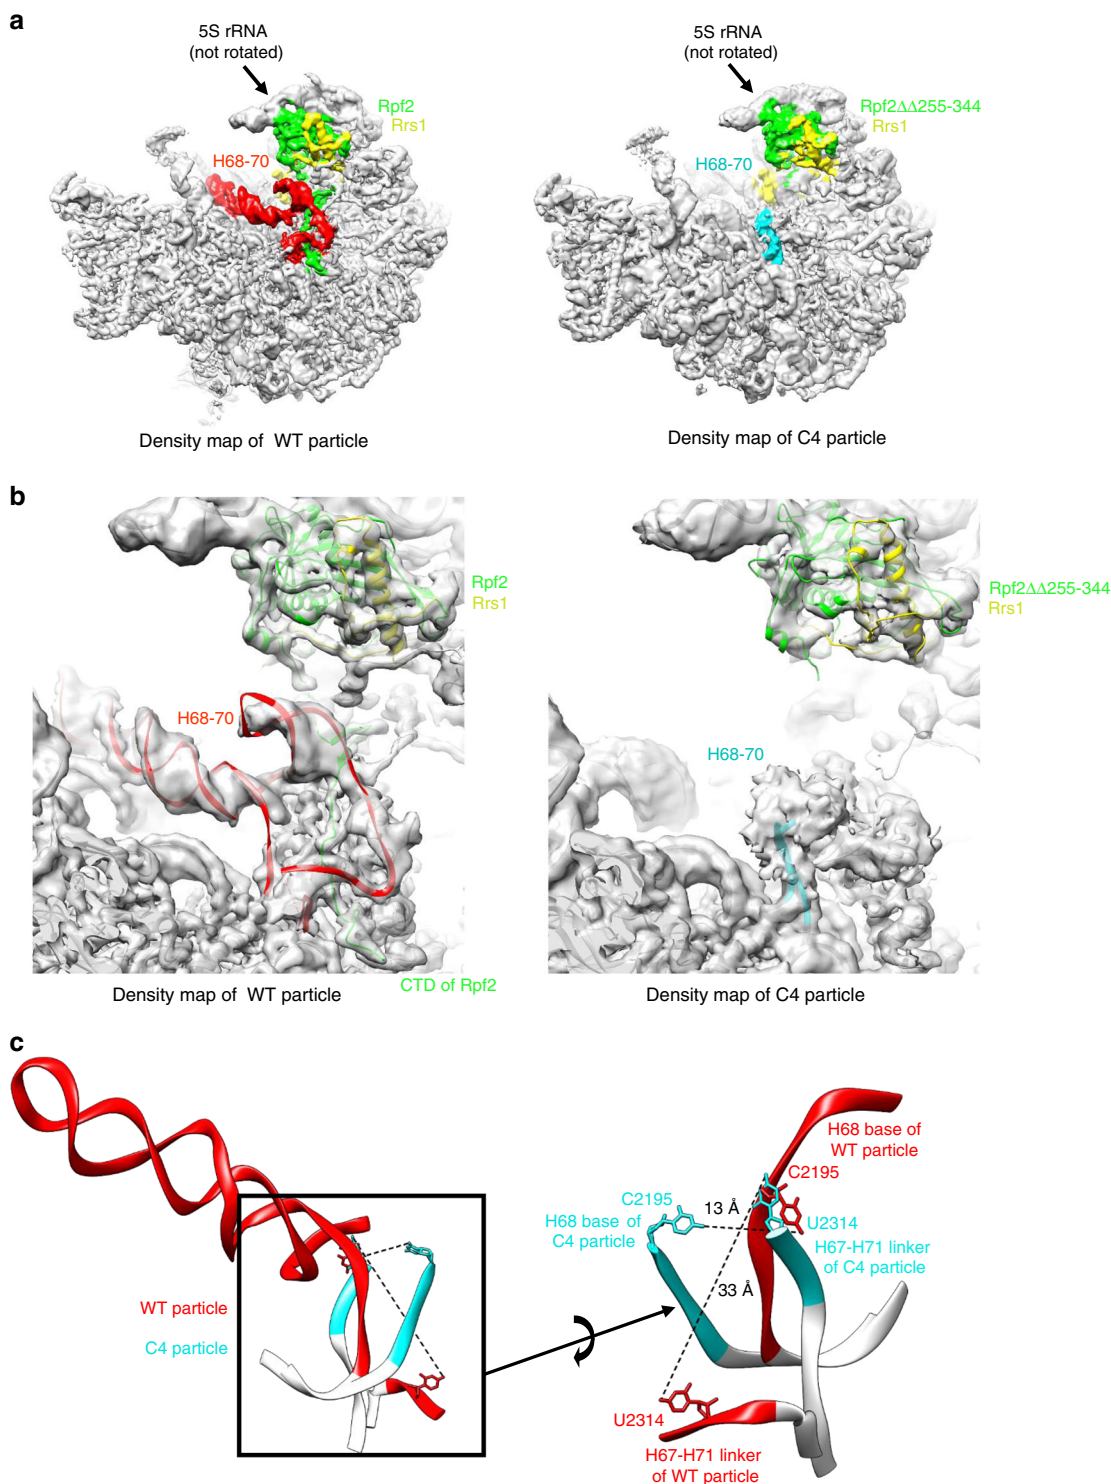 a
5S rRNA
(not rotated)
Rpf2
Rrs1
H68-70
Density map of WT particle
5S rRNA
(not rotated)
Rpf2ΔΔ255-344
Rrs1
H68-70
Density map of C4 particle
b
Rpf2
Rrs1
H68-70
CTD of Rpf2
Density map of WT particle
Rpf2ΔΔ255-344
Rrs1
H68-70
Density map of C4 particle
c
WT particle
C4 particle
H68 base of
WT particle
C2195
C2195
13 Å
U2314
H68 base of
C4 particle
H67-H71 linker
of C4 particle
33 Å
U2314
H67-H71 linker
of WT particle